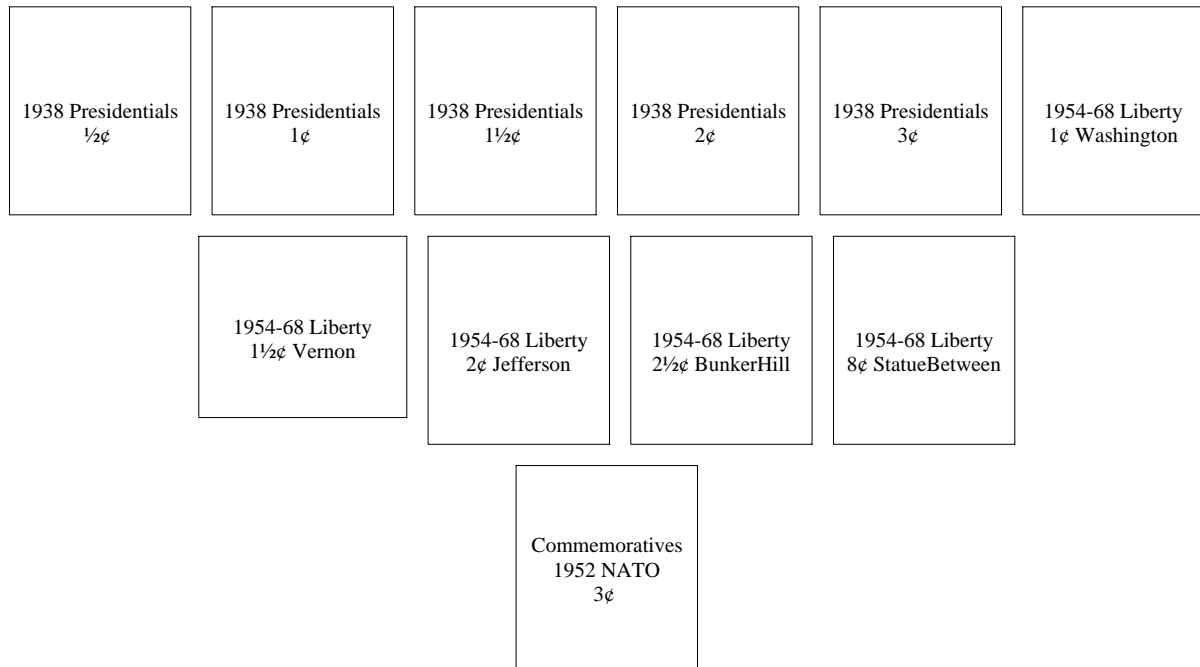 1938 Presidentials
½¢
1938 Presidentials
1¢
1938 Presidentials
1½¢
1938 Presidentials
2¢
1938 Presidentials
3¢
1954-68 Liberty
1¢ Washington
1954-68 Liberty
1½¢ Vernon
1954-68 Liberty
2¢ Jefferson
1954-68 Liberty
2½¢ BunkerHill
1954-68 Liberty
8¢ StatueBetween
Commemoratives
1952 NATO
3¢